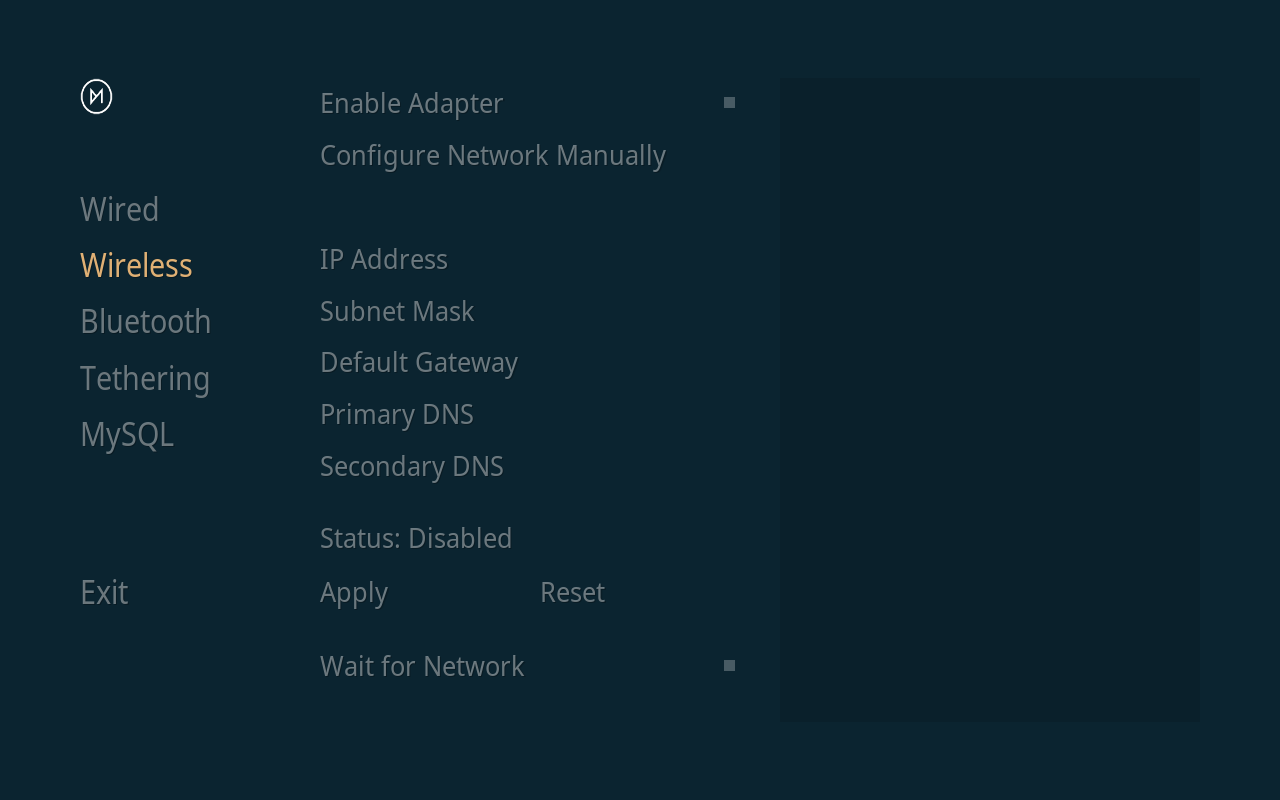 Wired
Wireless
Bluetooth
Tethering
MySQL
Exit
Enable Adapter
Configure Network Manually
IP Address
Subnet Mask
Default Gateway
Primary DNS
Secondary DNS
Status: Disabled
Apply Reset
Wait for Network